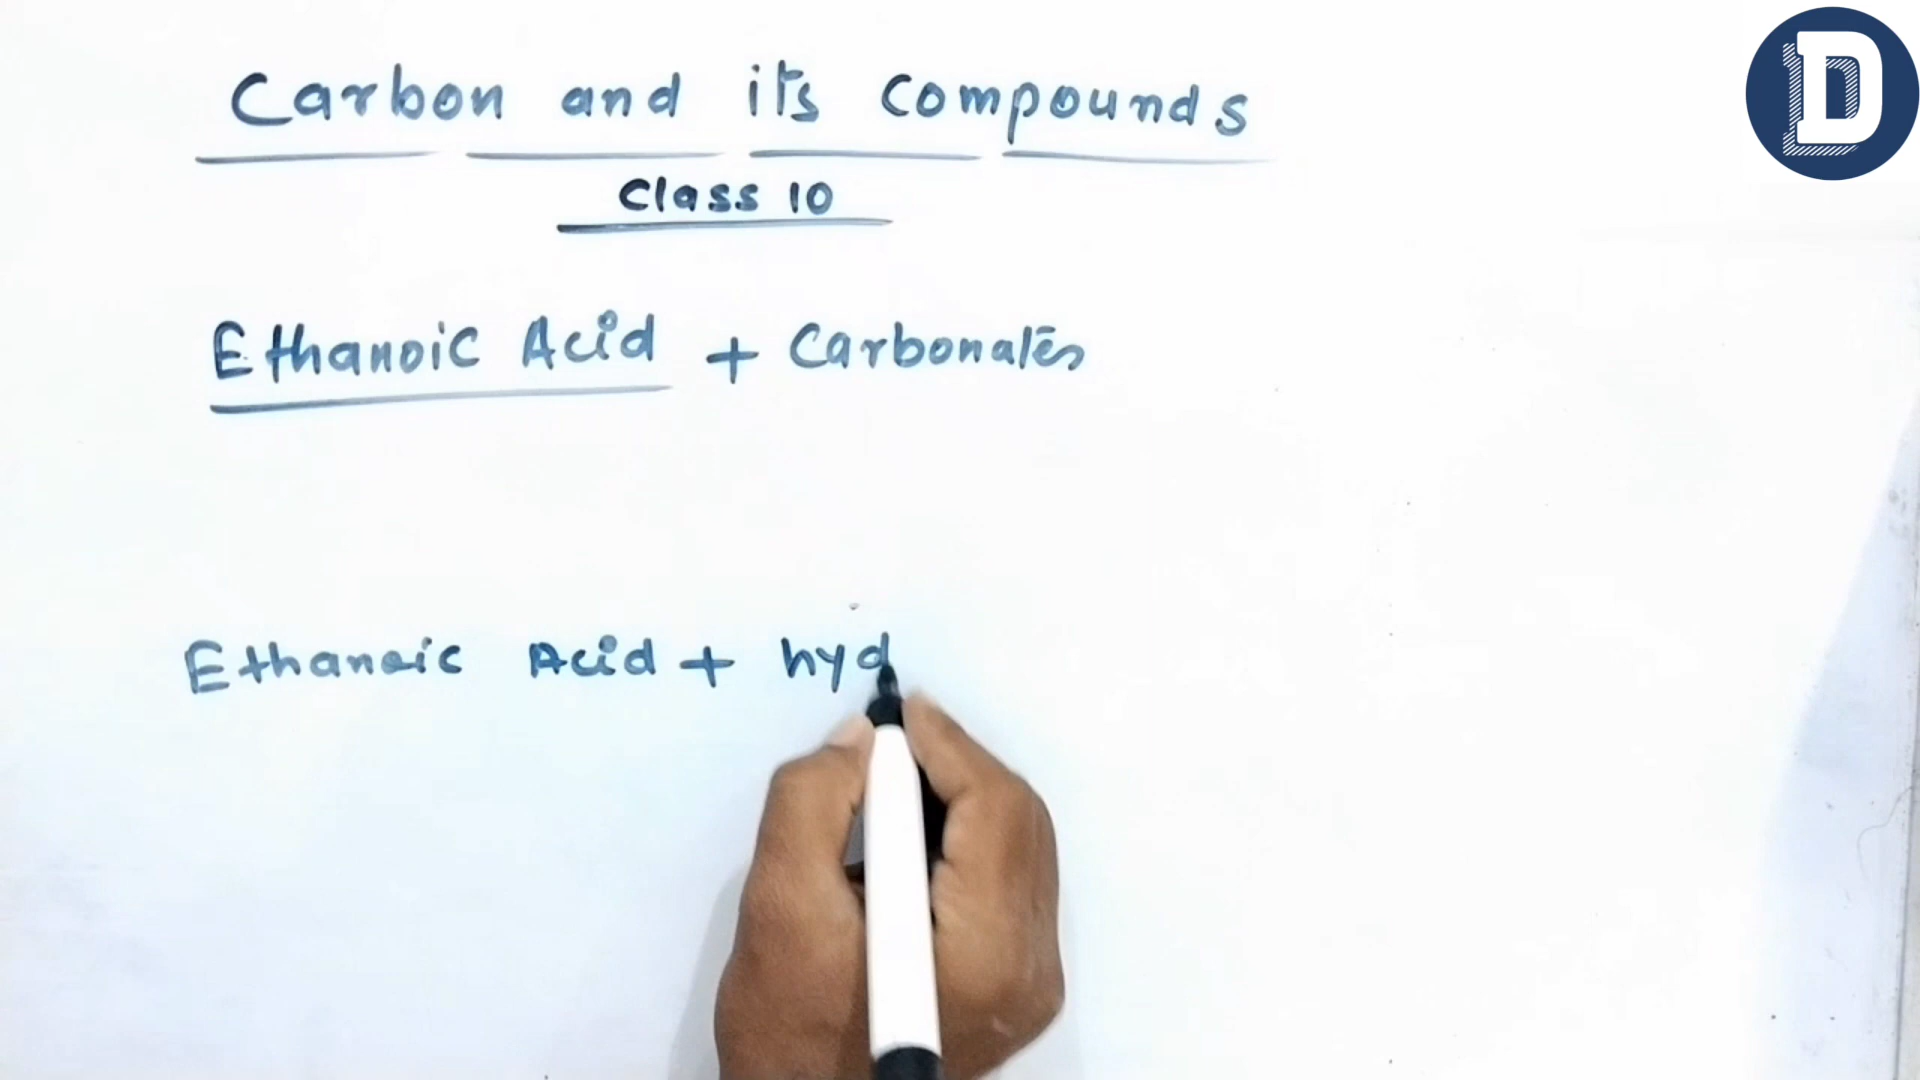 Carbon and its Compounds
Class 10
Ethanoic Acid + Carbonates
Ethanoic Acid + hyd
D